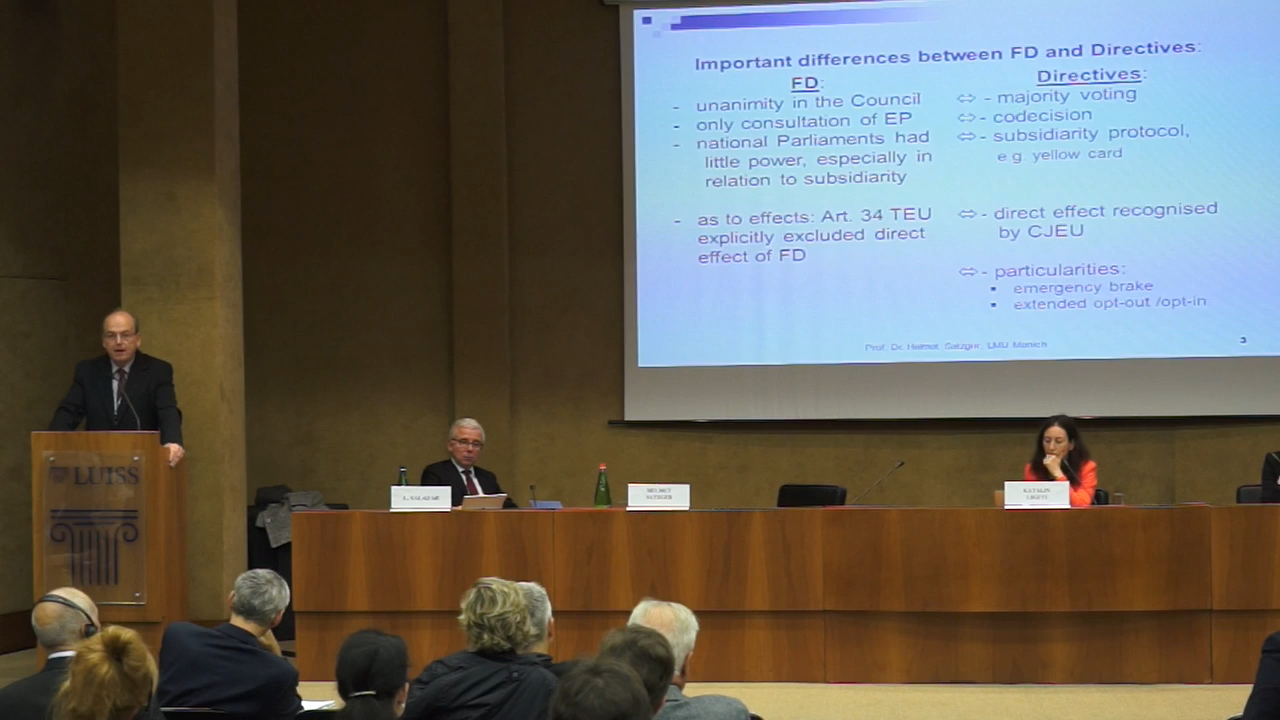 Important differences between FD and Directives:
FD:
- unanimity in the Council
- only consultation of EP
- national Parliaments had
little power, especially in
relation to subsidiarity
- as to effects: Art. 34 TEU
explicitly excluded direct
effect of FD
Directives:
⇔ - majority voting
⇔ - codecision
⇔ - subsidiarity protocol,
e.g. yellow card
⇔ - direct effect recognised
by CJEU
⇔ - particularities:
▪ emergency brake
▪ extended opt-out /opt-in
Prof. Dr. Helmut Satzger, LMU Munich
3
LUISS
L. SALAZAR
HELMUT
SATZGER
KATALIN
LIGETI